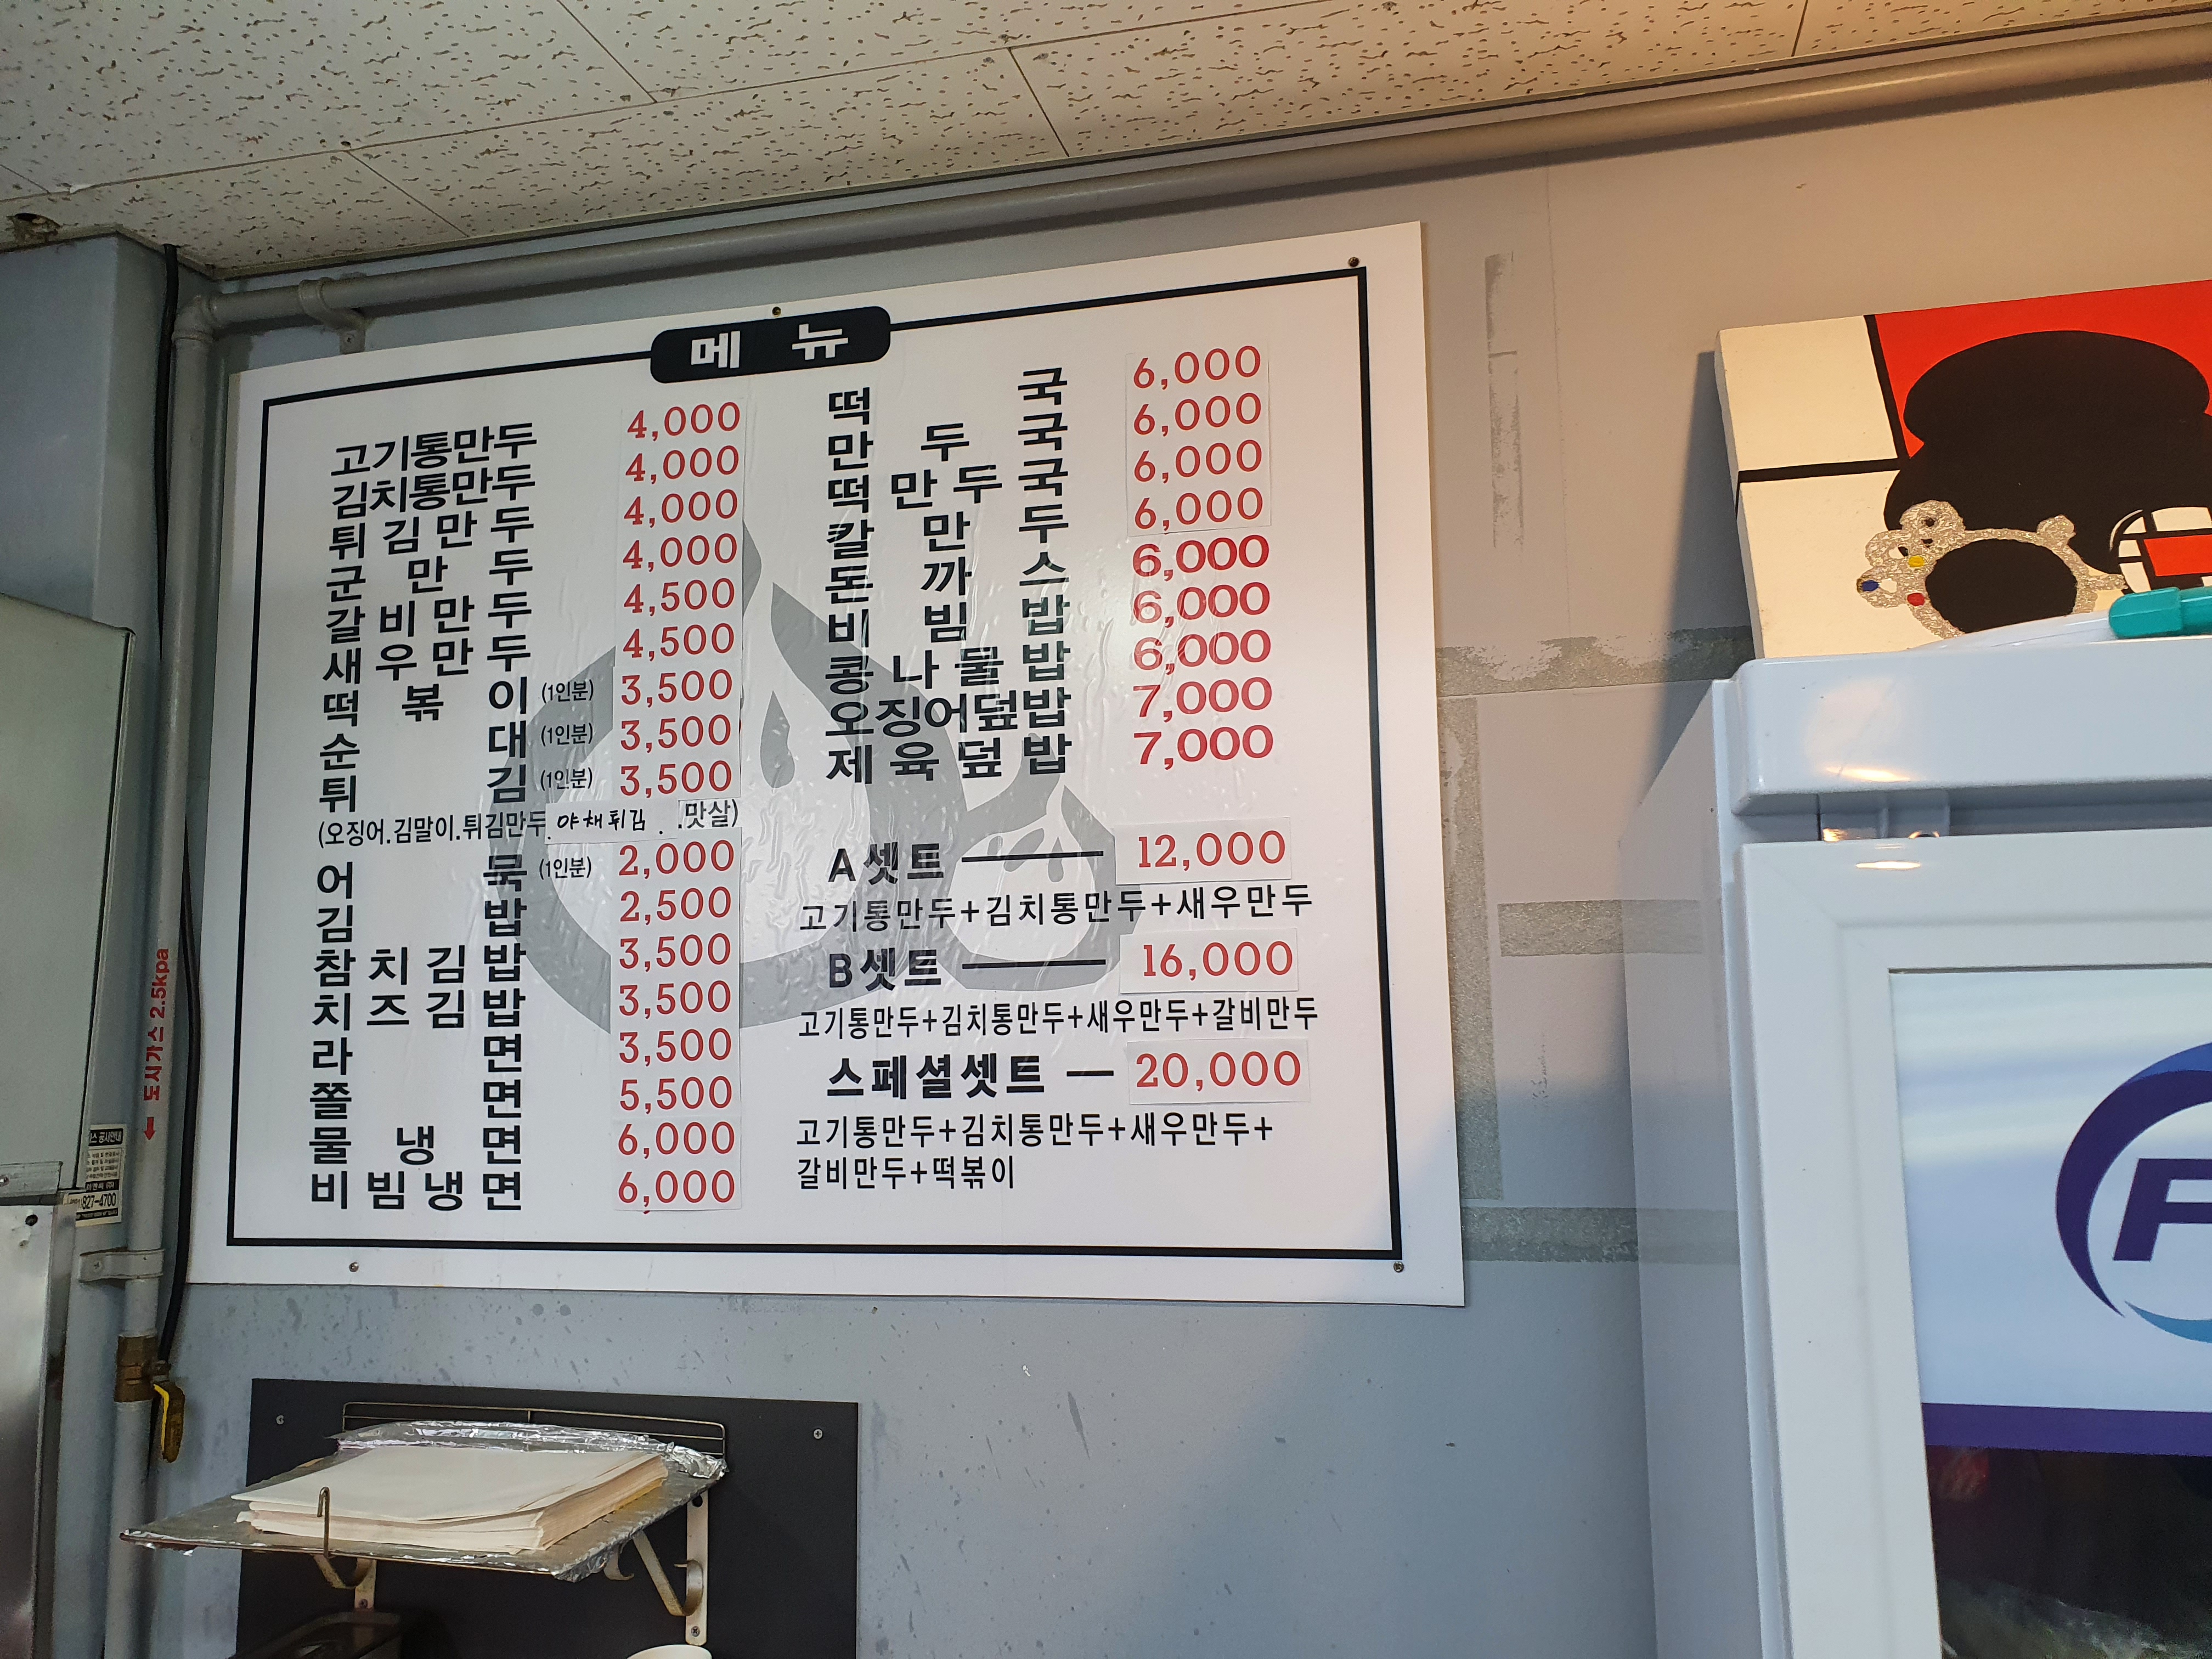 메뉴
고기통만두 4,000
김치통만두 4,000
튀김만두 4,000
군만두 4,000
갈비만두 4,500
새우만두 4,500
떡볶이 (1인분) 3,500
순대 (1인분) 3,500
튀김 (1인분) 3,500
(오징어.김말이.튀김만두.야채튀김. .맛살)
어묵 (1인분) 2,000
김밥 2,500
참치김밥 3,500
치즈김밥 3,500
라면 3,500
쫄면 5,500
물냉면 6,000
비빔냉면 6,000
떡국 6,000
만두국 6,000
떡만두국 6,000
칼만두 6,000
돈까스 6,000
비빔밥 6,000
콩나물밥 6,000
오징어덮밥 7,000
제육덮밥 7,000
A셋트 12,000
고기통만두+김치통만두+새우만두
B셋트 16,000
고기통만두+김치통만두+새우만두+갈비만두
스페셜셋트 20,000
고기통만두+김치통만두+새우만두+
갈비만두+떡볶이
도시가스 2.5kpa
827-4700